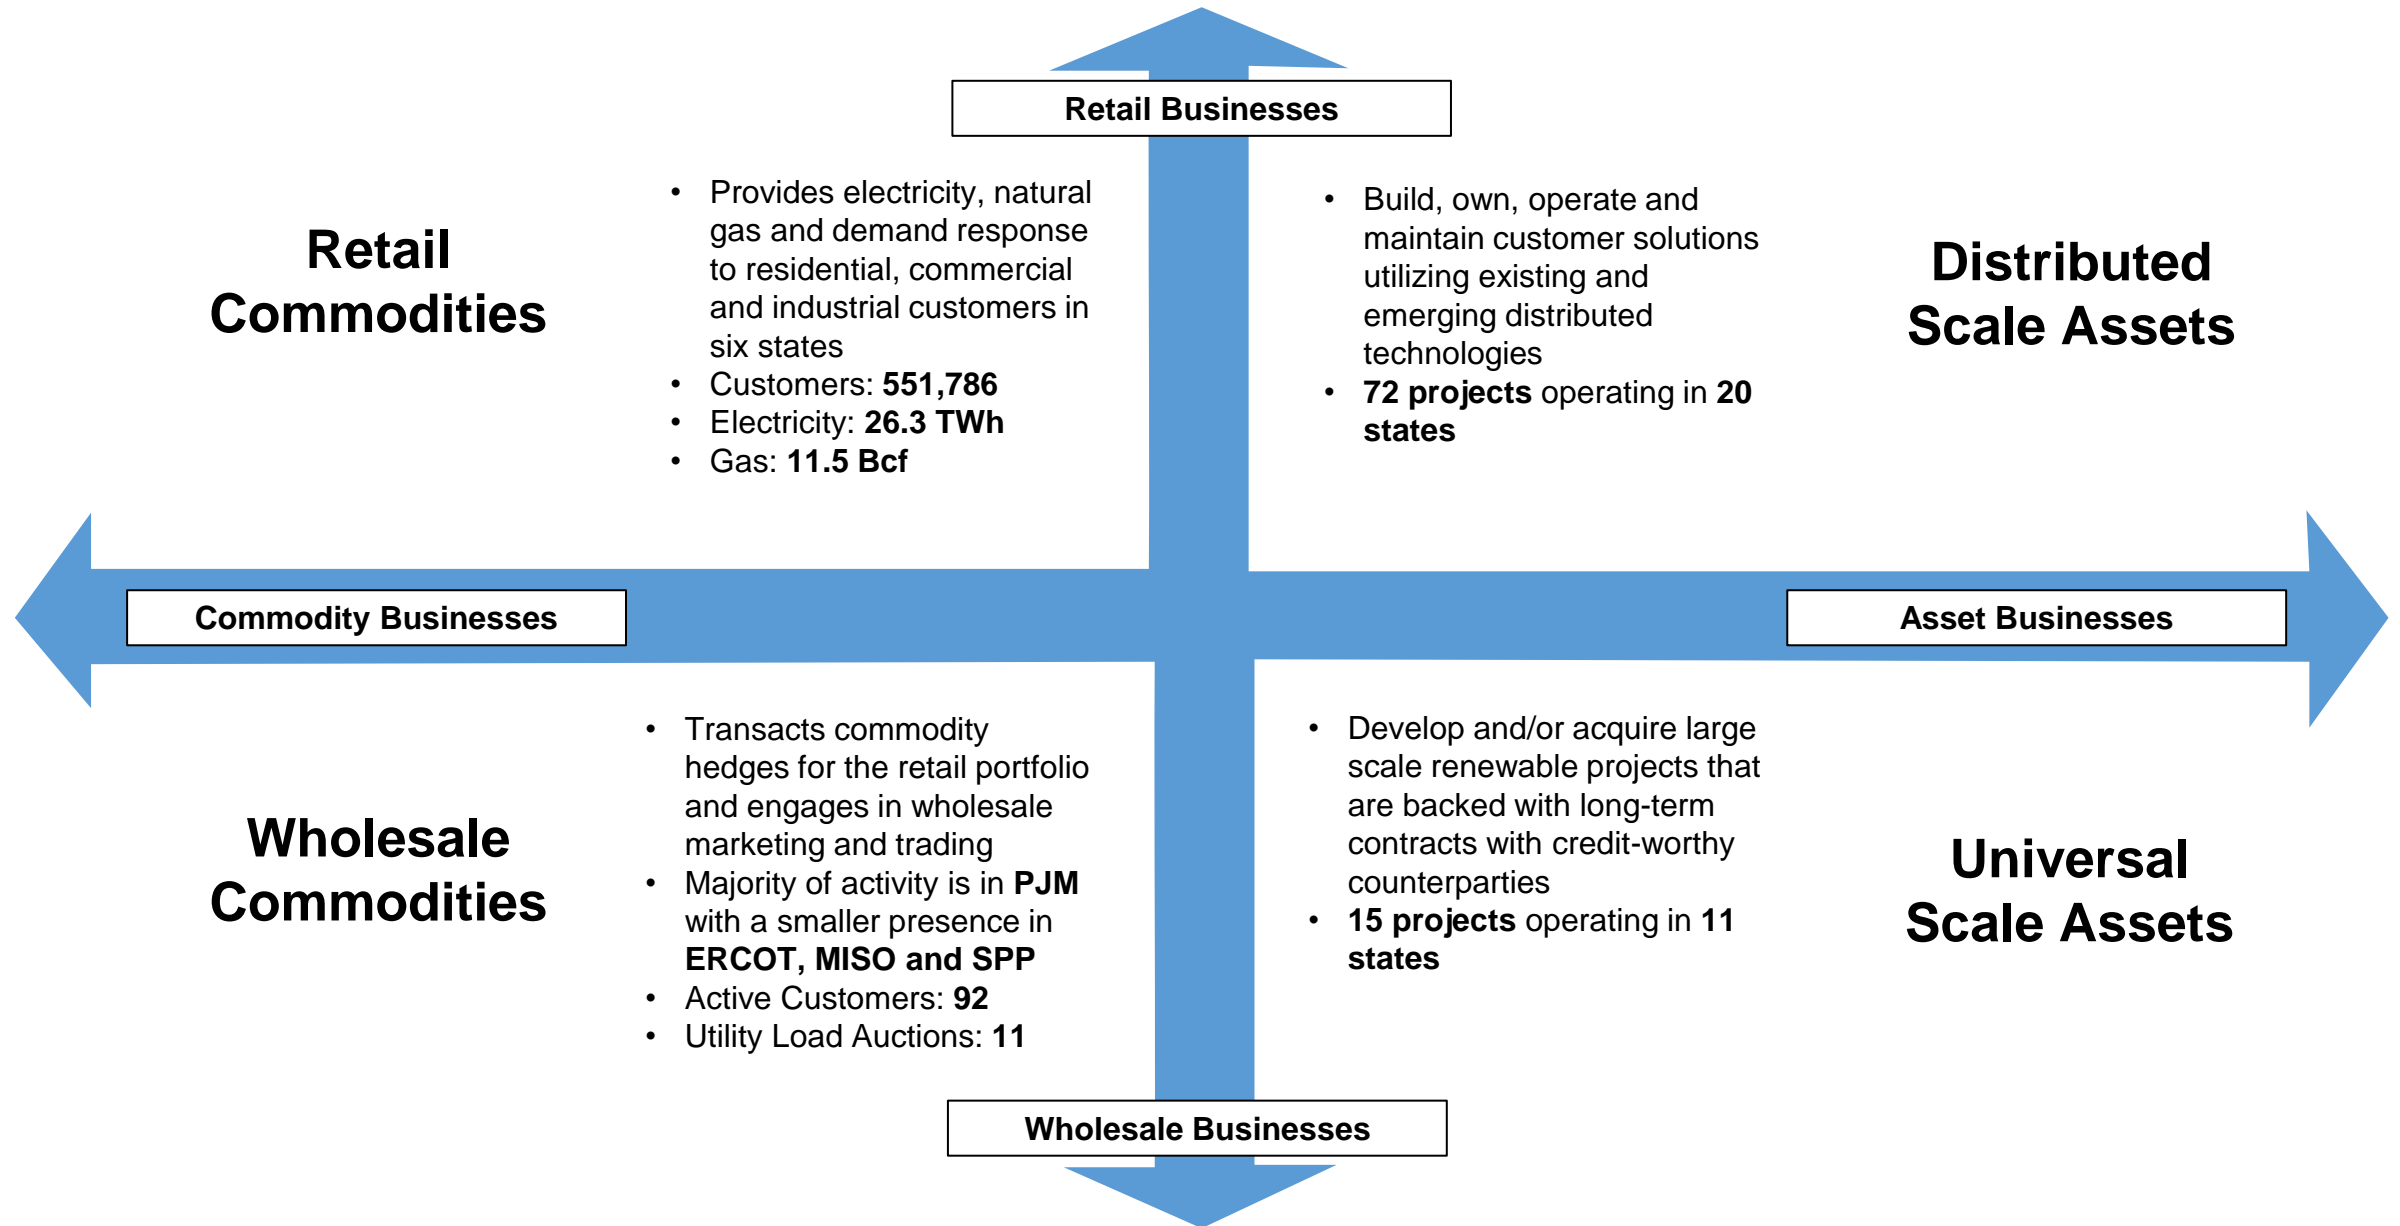 Retail Businesses
Retail
Commodities
• Provides electricity, natural
gas and demand response
to residential, commercial
and industrial customers in
six states
• Customers: 551,786
• Electricity: 26.3 TWh
• Gas: 11.5 Bcf
• Build, own, operate and
maintain customer solutions
utilizing existing and
emerging distributed
technologies
• 72 projects operating in 20
states
Distributed
Scale Assets
Commodity Businesses
Asset Businesses
Wholesale
Commodities
• Transacts commodity
hedges for the retail portfolio
and engages in wholesale
marketing and trading
• Majority of activity is in PJM
with a smaller presence in
ERCOT, MISO and SPP
• Active Customers: 92
• Utility Load Auctions: 11
• Develop and/or acquire large
scale renewable projects that
are backed with long-term
contracts with credit-worthy
counterparties
• 15 projects operating in 11
states
Universal
Scale Assets
Wholesale Businesses